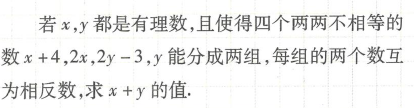 若 x,y 都是有理数,且使得四个两两不相等的
数 x+4,2x,2y-3,y 能分成两组,每组的两个数互
为相反数,求 x+y 的值.